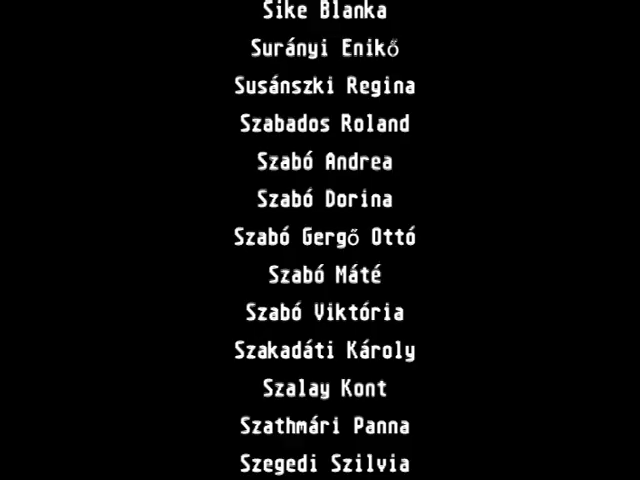 Sike Blanka
Surányi Enikő
Susánszki Regina
Szabados Roland
Szabó Andrea
Szabó Dorina
Szabó Gergő Ottó
Szabó Máté
Szabó Viktória
Szakadáti Károly
Szalay Kont
Szathmári Panna
Szegedi Szilvia